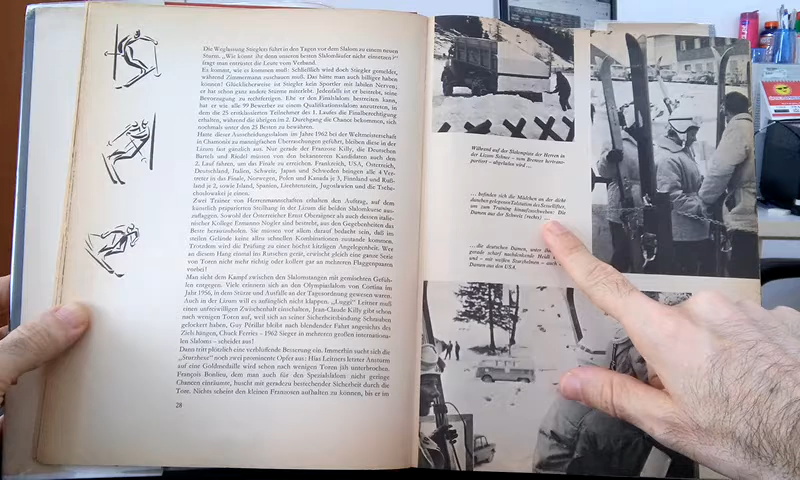 Die Weglassung Stieglers führt in den Tagen vor dem Slalom zu einem neuen
Sturm. „Wie könnt ihr denn unseren besten Slalomläufer nicht einsetzen?“
fragt man entrüstet die Leute vom Verband.
Es kommt, wie es kommen muß: Schließlich wird doch Stiegler gemeldet,
während Zimmermann zuschauen muß. Das hätte man auch billiger haben
können! Glücklicherweise ist Stiegler kein Sportler mit labilen Nerven;
er hat schon ganz andere Stürme miterlebt. Jedenfalls ist er bestrebt, seine
Bevorzugung zu rechtfertigen. Ehe er den Finalslalom bestreiten kann,
hat er wie alle 99 Bewerber zu einem Qualifikationsslalom anzutreten, in
dem die 25 erstklassierten Teilnehmer des 1. Laufes die Finalberechtigung
erhalten, während die übrigen im 2. Durchgang die Chance bekommen, sich
nochmals unter den 25 Besten zu bewähren.
Hatte dieser Ausscheidungsslalom im Jahre 1962 bei der Weltmeisterschaft
in Chamonix zu mannigfachen Überraschungen geführt, bleiben diese in der
Lizum fast gänzlich aus. Nur gerade der Franzose Killy, die Deutschen
Bartels und Riedel müssen von den bekannteren Kandidaten auch den
2. Lauf fahren, um das Finale zu erreichen. Frankreich, USA, Österreich,
Deutschland, Italien, Schweiz, Japan und Schweden bringen alle 4 Ver-
treter in das Finale, Norwegen, Polen und Kanada je 3, Finnland und Ruß-
land je 2, sowie Island, Spanien, Liechtenstein, Jugoslawien und die Tsche-
choslowakei je einen.
Zwei Trainer von Herrenmannschaften erhalten den Auftrag, auf dem
künstlich präparierten Steilhang in der Lizum die beiden Slalomkurse aus-
zuflaggen. Sowohl der Österreicher Ernst Oberaigner als auch dessen italie-
nischer Kollege Ermanno Nogler sind bestrebt, aus den Gegebenheiten das
Beste herauszuholen. Sie müssen vor allem darauf bedacht sein, daß im
steilen Gelände keine allzu schnellen Kombinationen zustande kommen.
Trotzdem wird die Prüfung zu einer höchst kitzligen Angelegenheit. Wer
an diesem Hang einmal ins Rutschen gerät, erwischt gleich eine ganze Serie
von Toren nicht mehr richtig oder kollert gar an mehreren Flaggenpaaren
vorbei!
Man sieht dem Kampf zwischen den Slalomstangen mit gemischten Gefüh-
len entgegen. Viele erinnern sich an den Olympiaslalom von Cortina im
Jahr 1956, in dem Stürze und Ausfälle an der Tagesordnung gewesen waren.
Auch in der Lizum will es anfänglich nicht klappen. „Luggi“ Leitner muß
einen unfreiwilligen Zwischenhalt einschalten, Jean-Claude Killy gibt schon
nach wenigen Toren auf, weil sich an seiner Sicherheitsbindung Schrauben
gelockert haben, Guy Périllat bleibt nach blendender Fahrt angesichts des
Ziels hängen, Chuck Ferries – 1962 Sieger in mehreren großen internationa-
len Slaloms – scheidet aus!
Dann tritt plötzlich eine verblüffende Besserung ein. Immerhin sucht sich die
„Sturzhexe“ noch zwei prominente Opfer aus: Hias Leitners letzter Ansturm
auf eine Goldmedaille wird schon nach wenigen Toren jäh unterbrochen.
François Bonlieu, dem man auch für den Spezialslalom nicht geringe
Chancen einräumte, huscht mit geradezu bestechender Sicherheit durch die
Tore. Nichts scheint den kleinen Franzosen aufhalten zu können, bis er im
28
Während auf der Slalompiste der Herren in
der Lizum Schnee – vom Brenner hertrans-
portiert – abgeladen wird ...
... befinden sich die Mädchen an der dicht
daneben gelegenen Talstation des Sesselliftes,
um zum Training hinaufzuschweben: Die
Damen aus der Schweiz (rechts) ...
... die deutschen Damen, unter
gerade scharf nachdenkende Heidi
und – mit weißen Sturzhelmen – auch
Damen aus den USA.